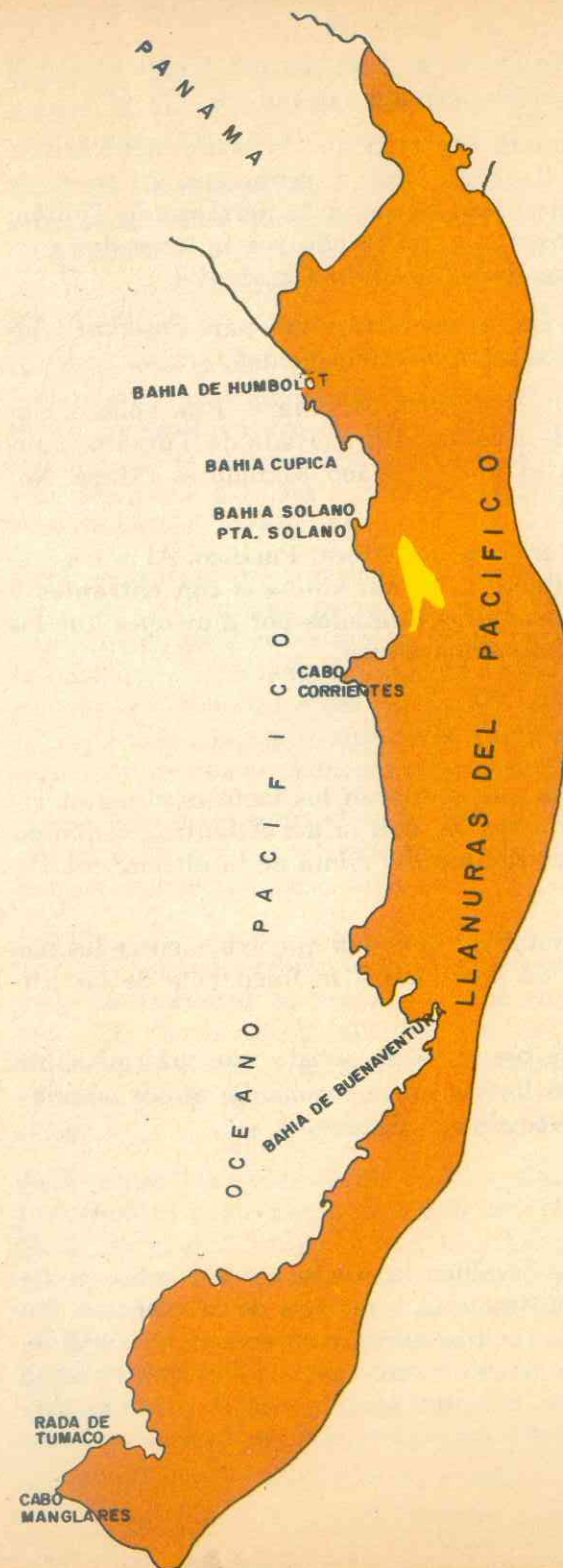 PANAMA
BAHIA DE HUMBOLOT
BAHIA CUPICA
BAHIA SOLANO
PTA. SOLANO
CABO
CORRIENTES
OCEANO PACIFICO
LLANURAS DEL PACIFICO
BAHIA DE BUENAVENTURA
RADA DE
TUMACO
CABO
MANGLARES